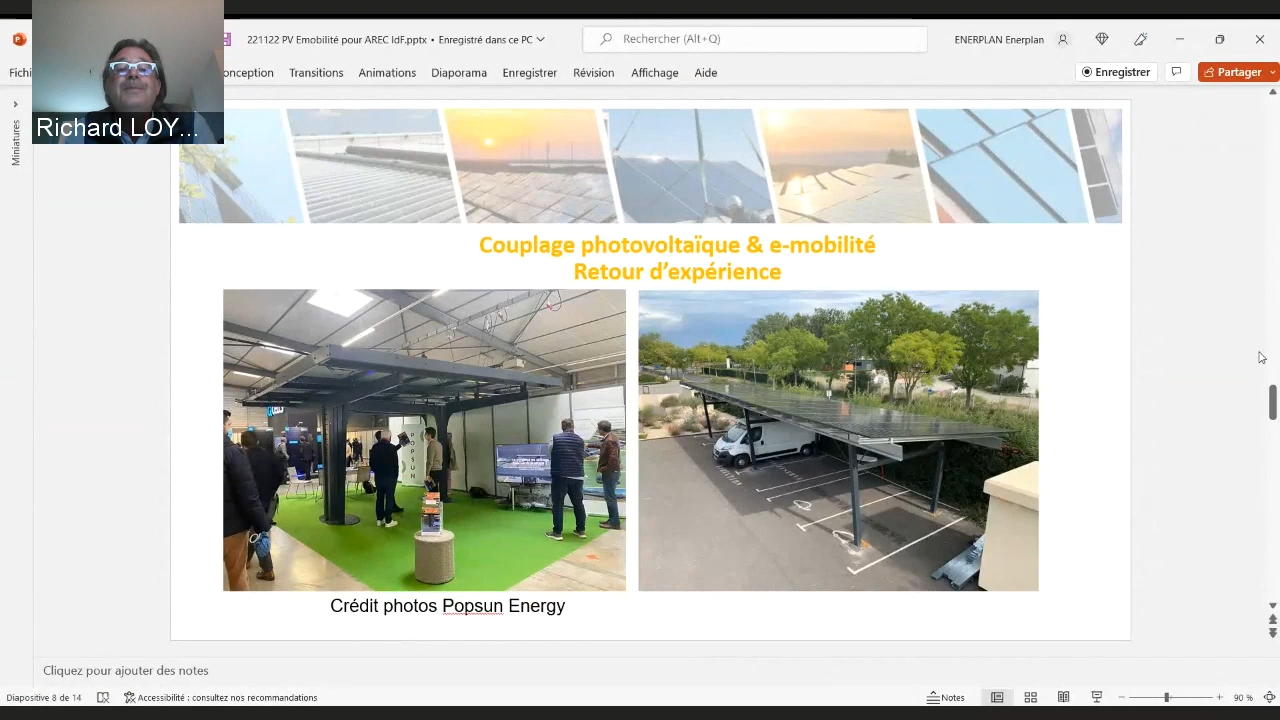 221122 PV Emobilité pour AREC IdF.pptx • Enregistré dans ce PC
Rechercher (Alt+Q)
ENERPLAN Enerplan
Fichi
onception
Transitions
Animations
Diaporama
Enregistrer
Révision
Affichage
Aide
Enregistrer
Partager
Richard LOY...
Miniatures
Couplage photovoltaïque & e-mobilité
Retour d'expérience
POPSUN
Crédit photos Popsun Energy
Cliquez pour ajouter des notes
Diapositive 8 de 14
Accessibilité : consultez nos recommandations
Notes
90 %